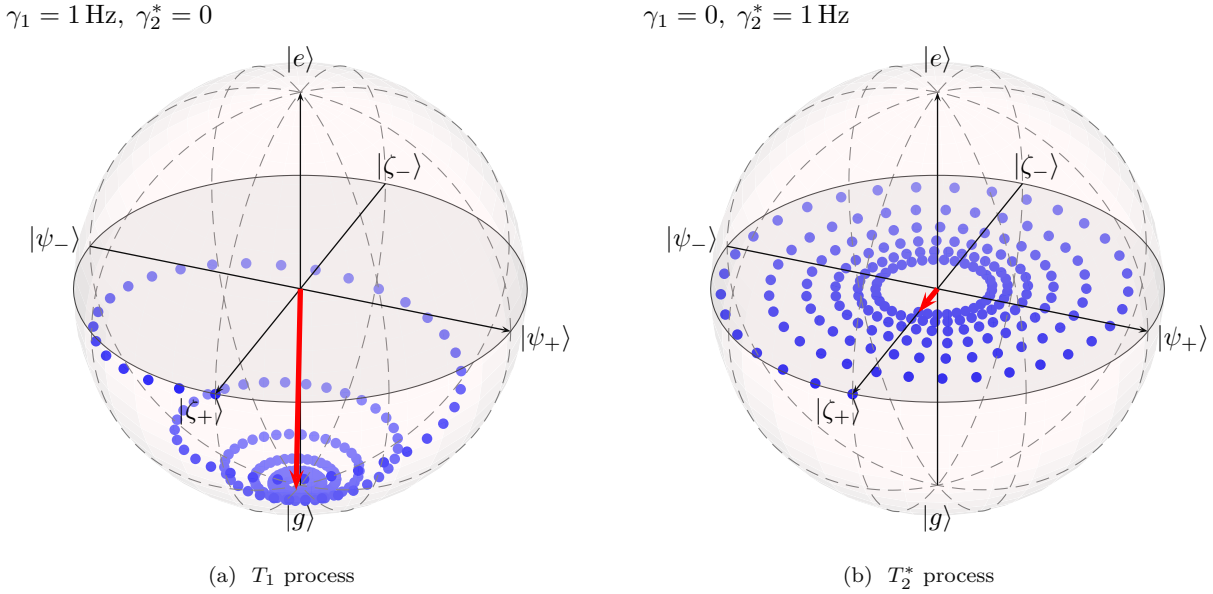 γ₁ = 1 Hz, γ₂* = 0
γ₁ = 0, γ₂* = 1 Hz
|e⟩
|e⟩
|ζ₋⟩
|ζ₋⟩
|ψ₋⟩
|ψ₋⟩
|ψ₊⟩
|ψ₊⟩
|ζ₊⟩
|ζ₊⟩
|g⟩
|g⟩
(a) T₁ process
(b) T₂* process